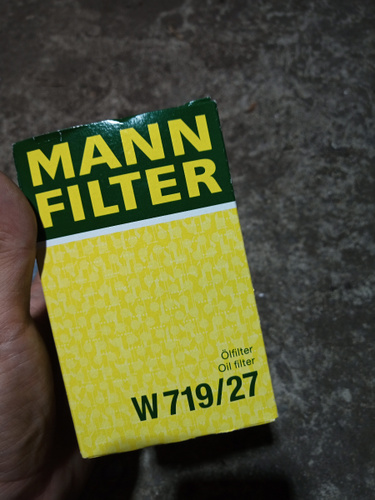 MANN
FILTER
Ölfilter
Oil filter
W 719/27